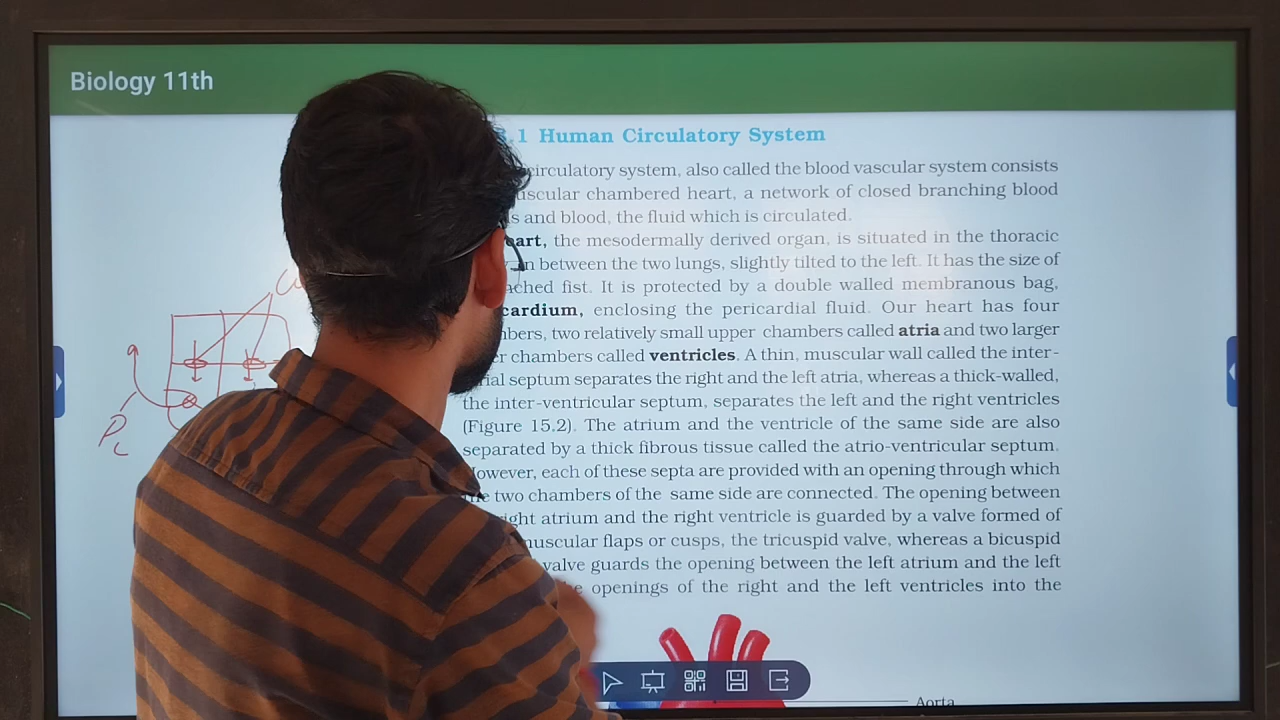 Biology 11th
.1 Human Circulatory System
circulatory system, also called the blood vascular system consists
uscular chambered heart, a network of closed branching blood
s and blood, the fluid which is circulated.
art, the mesodermally derived organ, is situated in the thoracic
in between the two lungs, slightly tilted to the left. It has the size of
ached fist. It is protected by a double walled membranous bag,
cardium, enclosing the pericardial fluid. Our heart has four
bers, two relatively small upper chambers called atria and two larger
er chambers called ventricles. A thin, muscular wall called the inter-
rial septum separates the right and the left atria, whereas a thick-walled,
the inter-ventricular septum, separates the left and the right ventricles
(Figure 15.2). The atrium and the ventricle of the same side are also
separated by a thick fibrous tissue called the atrio-ventricular septum.
However, each of these septa are provided with an opening through which
the two chambers of the same side are connected. The opening between
right atrium and the right ventricle is guarded by a valve formed of
muscular flaps or cusps, the tricuspid valve, whereas a bicuspid
valve guards the opening between the left atrium and the left
e openings of the right and the left ventricles into the
Aorta